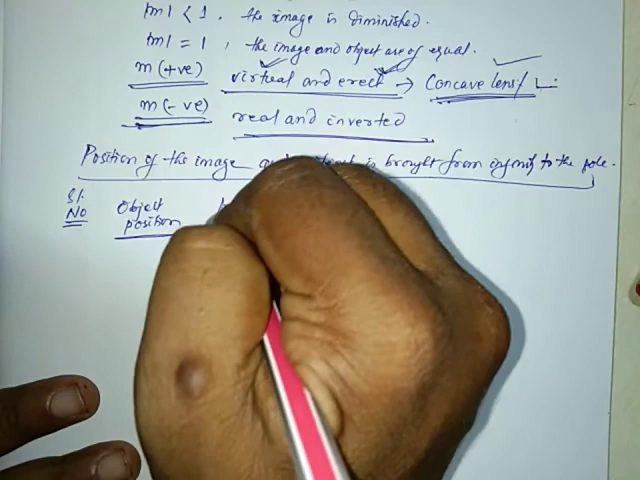 |m| < 1, the image is diminished.
|m| = 1, the image and object are of equal.
m (+ve) virtual and erect → Concave lens/
m (- ve) real and inverted
Position of the image is brought from infinity to the pole.
Sl. No
Object position